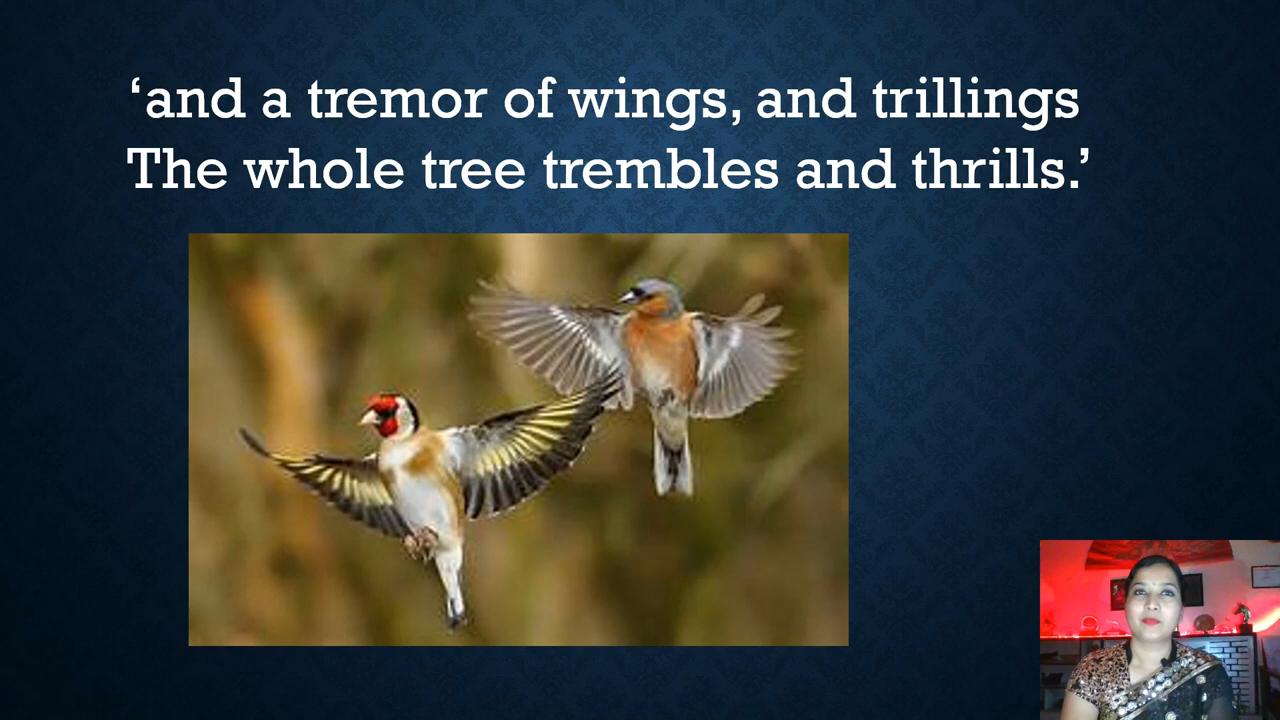 ‘and a tremor of wings, and trillings
The whole tree trembles and thrills.’